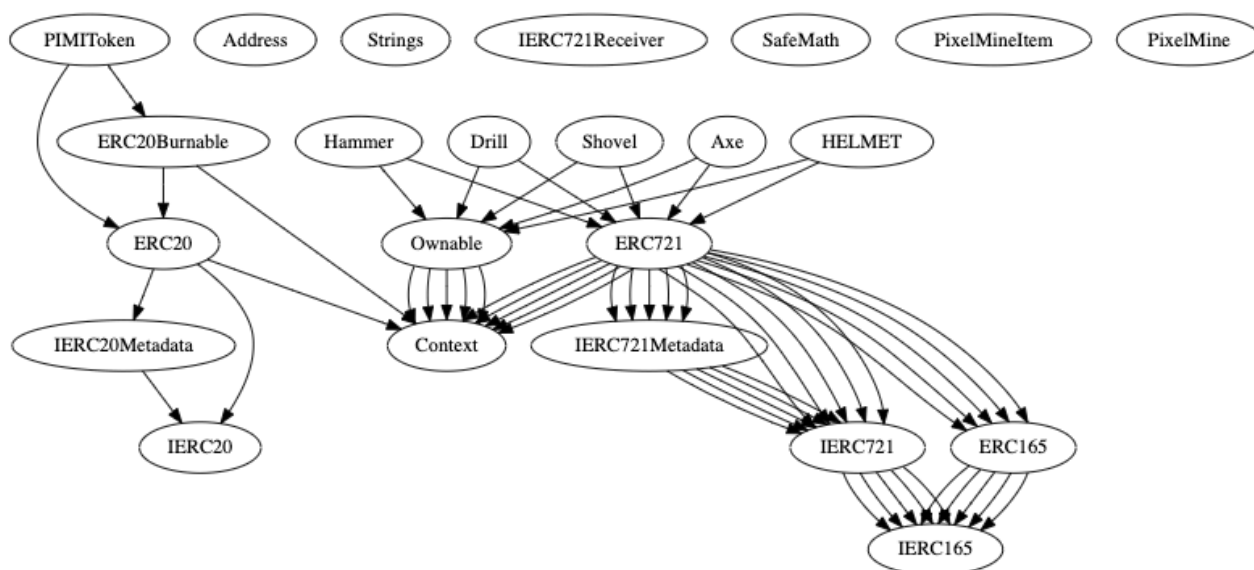 PIMIToken
Address
Strings
IERC721Receiver
SafeMath
PixelMineItem
PixelMine
ERC20Burnable
Hammer
Drill
Shovel
Axe
HELMET
ERC20
Ownable
ERC721
IERC20Metadata
Context
IERC721Metadata
IERC20
IERC721
ERC165
IERC165